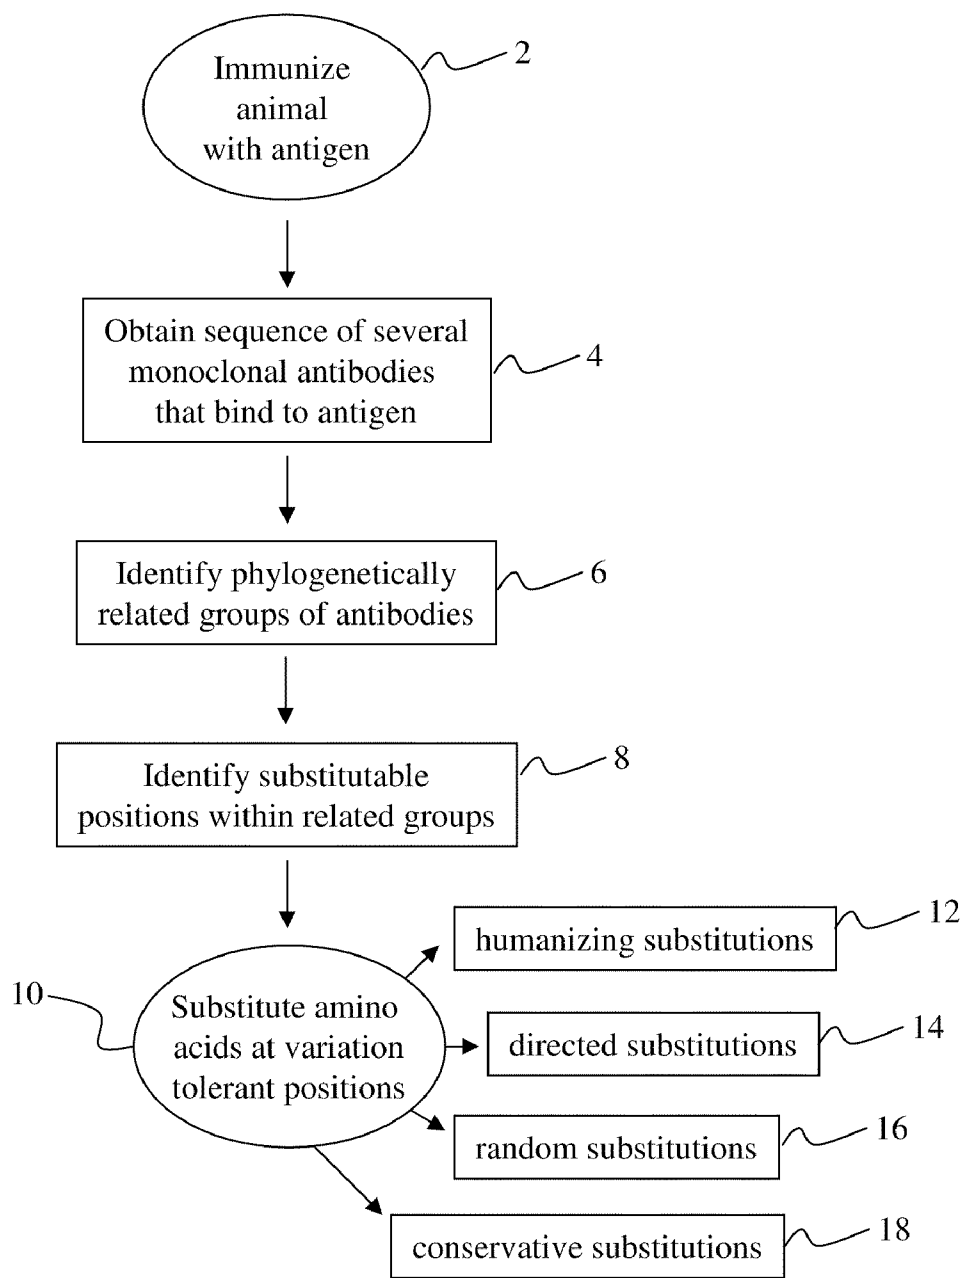 Immunize
animal
with antigen
2
Obtain sequence of several
monoclonal antibodies
that bind to antigen
4
Identify phylogenetically
related groups of antibodies
6
Identify substitutable
positions within related groups
8
10
Substitute amino
acids at variation
tolerant positions
humanizing substitutions
12
directed substitutions
14
random substitutions
16
conservative substitutions
18